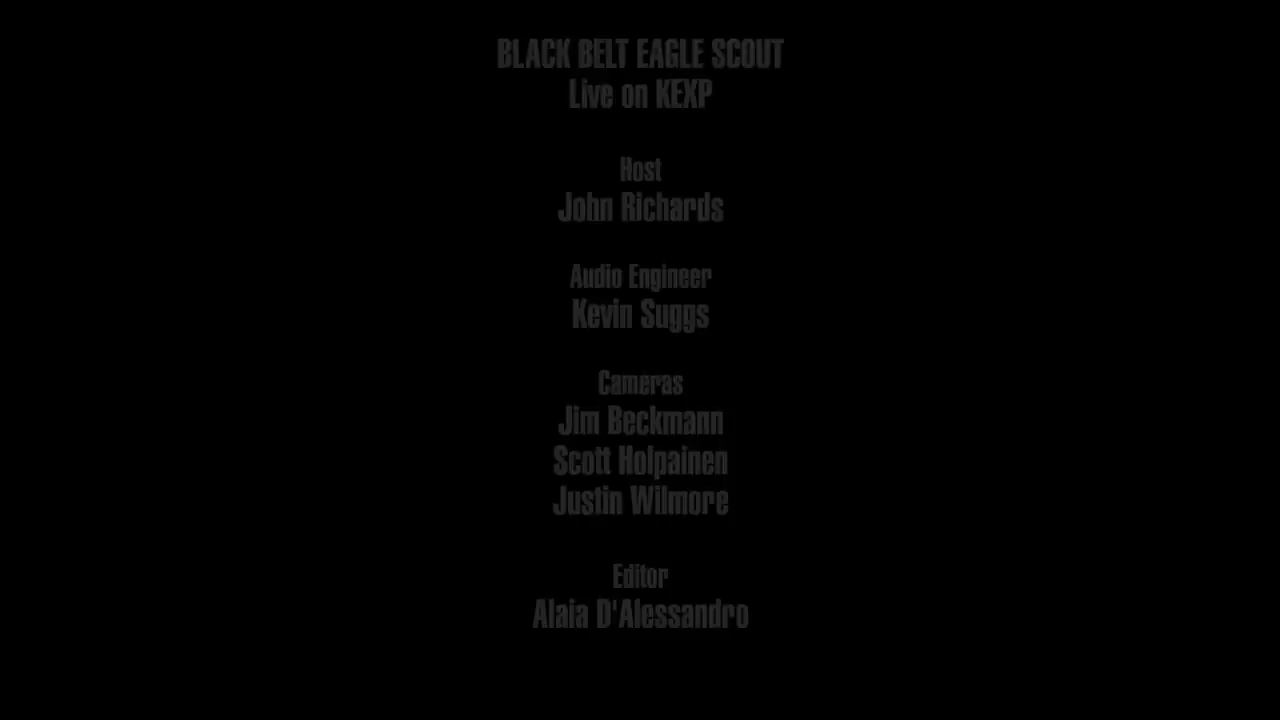 BLACK BELT EAGLE SCOUT
Live on KEXP
Host
John Richards
Audio Engineer
Kevin Suggs
Cameras
Jim Beckmann
Scott Holpainen
Justin Wilmore
Editor
Alaia D'Alessandro